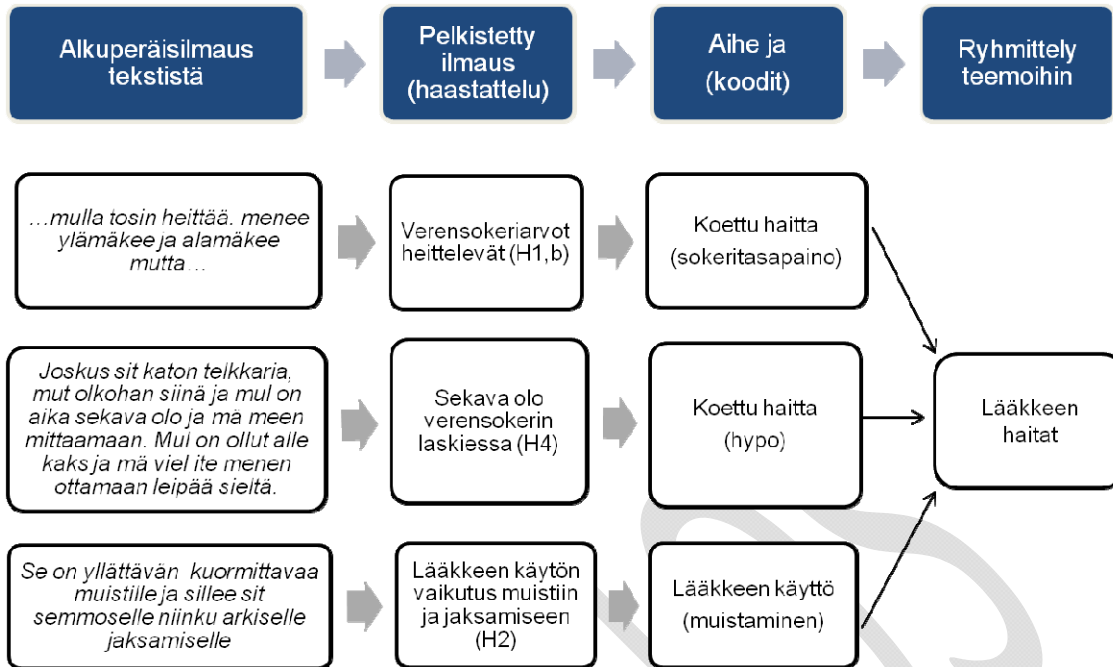 Alkuperäisilmaus
tekstistä
Pelkistetty
ilmaus
(haastattelu)
Aihe ja
(koodit)
Ryhmittely
teemoihin
…mulla tosin heittää. menee
ylämäkee ja alamäkee
mutta…
Verensokeriarvot
heittelevät (H1,b)
Koettu haitta
(sokeritasapaino)
Joskus sit katon telkkaria,
mut olkohan siinä ja mul on
aika sekava olo ja mä meen
mittaamaan. Mul on ollut alle
kaks ja mä viel ite menen
ottamaan leipää sieltä.
Sekava olo
verensokerin
laskiessa (H4)
Koettu haitta
(hypo)
Lääkkeen
haitat
Se on yllättävän kuormittavaa
muistille ja sillee sit
semmoselle niinku arkiselle
jaksamiselle
Lääkkeen käytön
vaikutus muistiin
ja jaksamiseen
(H2)
Lääkkeen käyttö
(muistaminen)